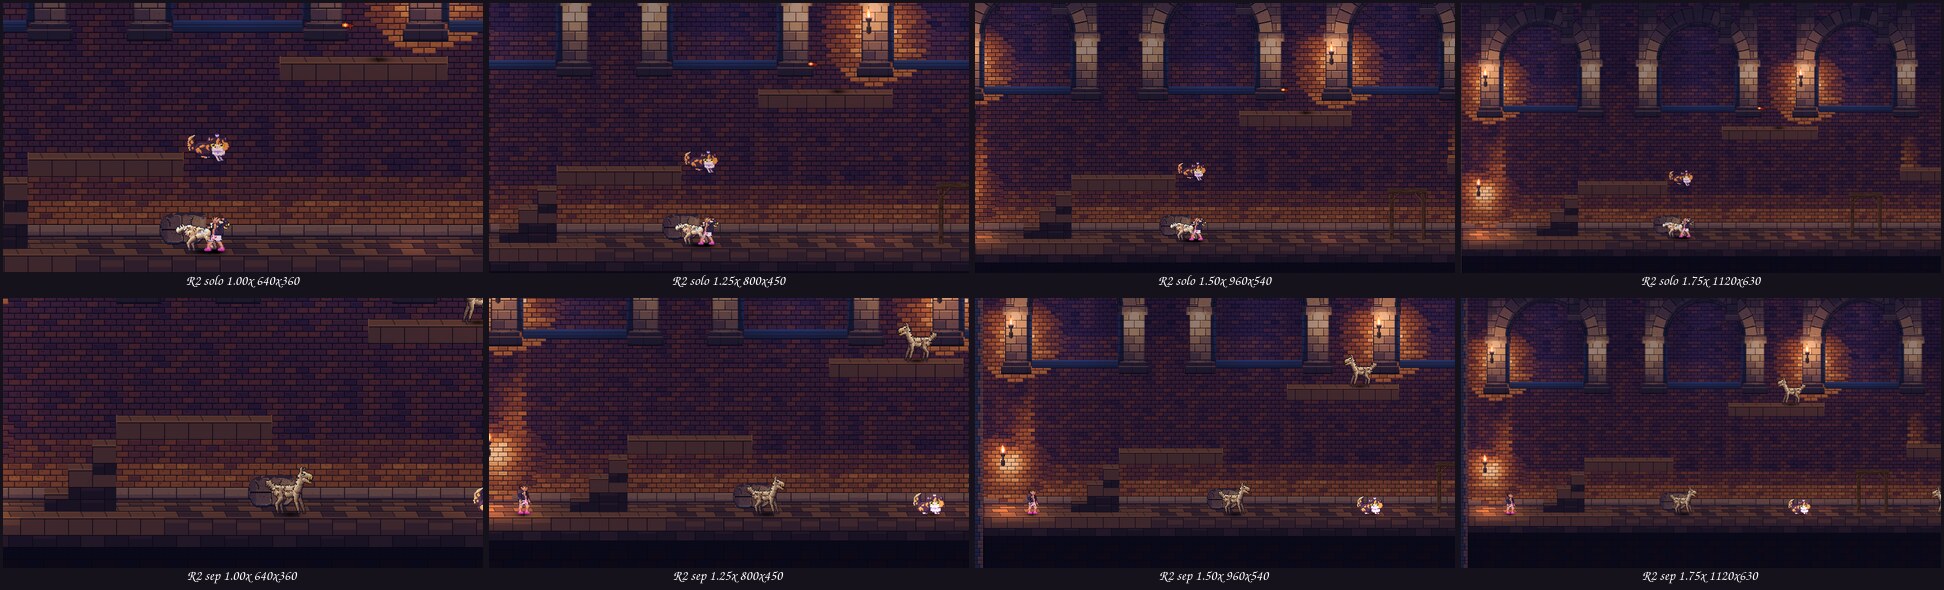 R2 solo 1.00x 640x360
R2 solo 1.25x 800x450
R2 solo 1.50x 960x540
R2 solo 1.75x 1120x630
R2 sep 1.00x 640x360
R2 sep 1.25x 800x450
R2 sep 1.50x 960x540
R2 sep 1.75x 1120x630